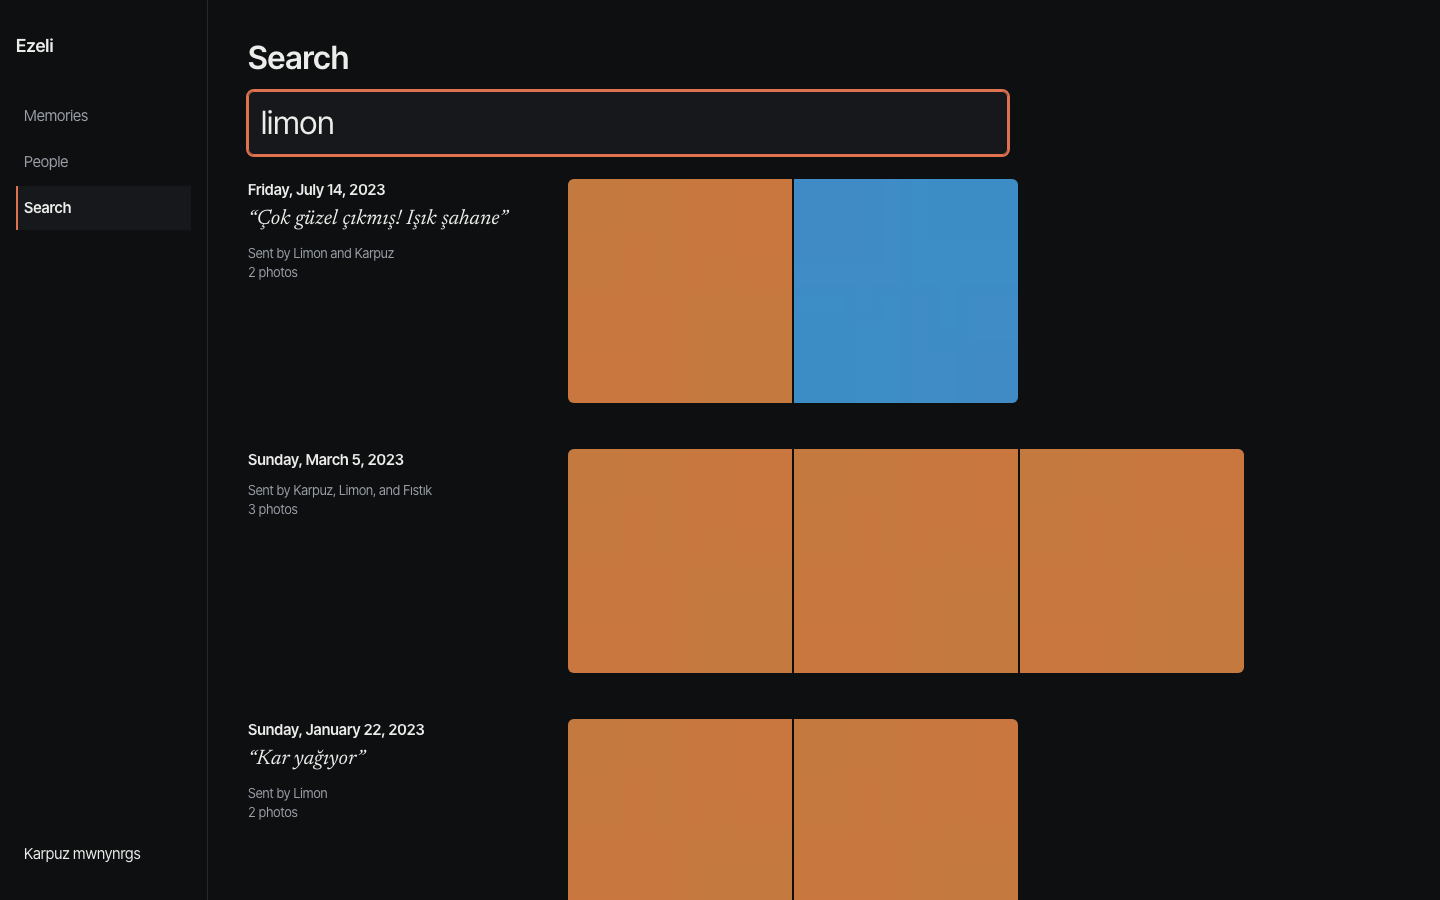 Ezeli
Memories
People
Search
Karpuz mwnynrgs
Search
limon
Friday, July 14, 2023
“Çok güzel çıkmış! Işık şahane”
Sent by Limon and Karpuz
2 photos
Sunday, March 5, 2023
Sent by Karpuz, Limon, and Fıstık
3 photos
Sunday, January 22, 2023
“Kar yağıyor”
Sent by Limon
2 photos